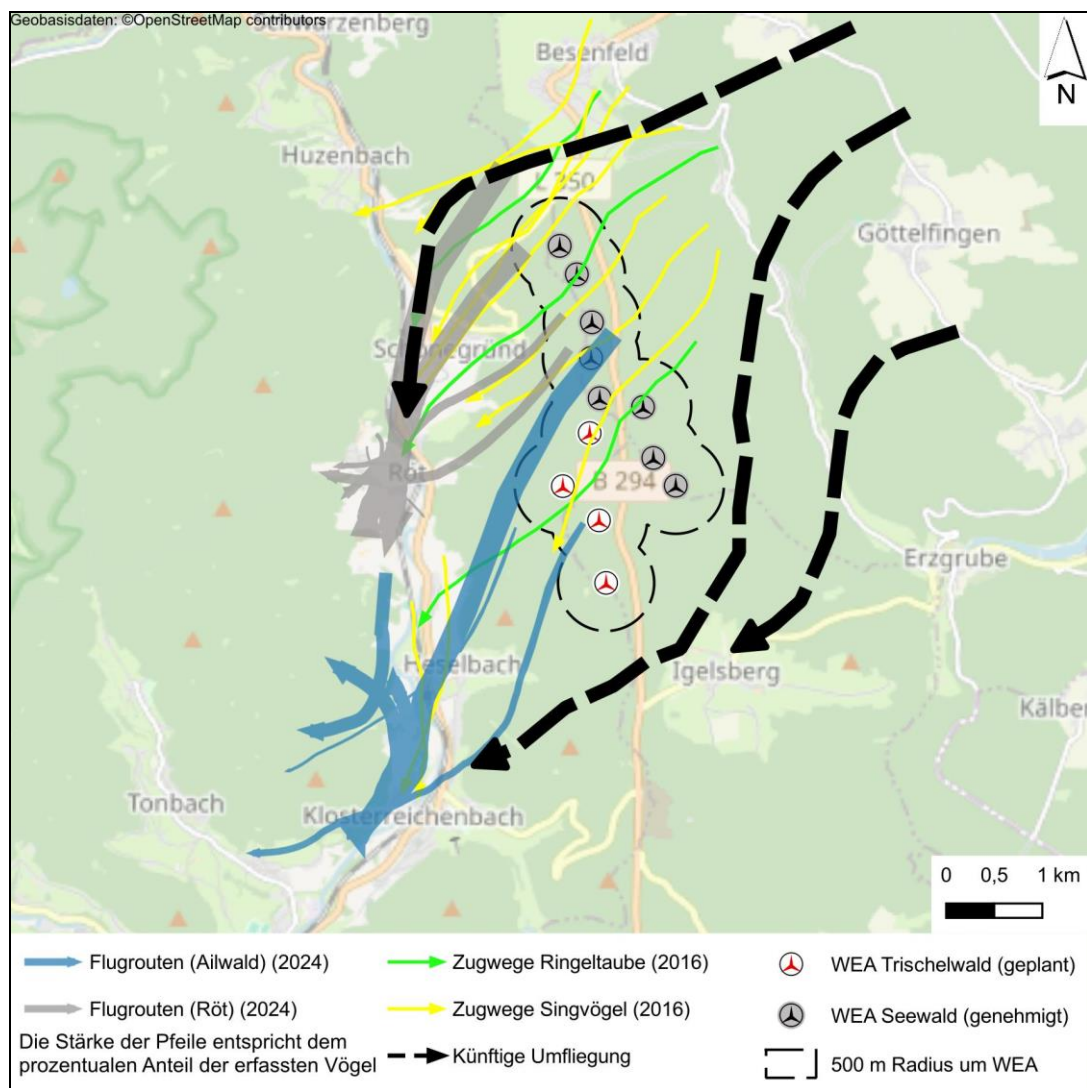 Geobasisdaten: ©OpenStreetMap contributors
Schwarzenberg
Besenfeld
N
Huzenbach
L 350
Göttelfingen
Schönegründ
Röt
B 294
Erzgrube
Heselbach
Igelsberg
Kälber
Tonbach
Klosterreichenbach
0 0,5 1 km
Flugrouten (Ailwald) (2024)
Zugwege Ringeltaube (2016)
WEA Trischelwald (geplant)
Flugrouten (Röt) (2024)
Zugwege Singvögel (2016)
WEA Seewald (genehmigt)
Die Stärke der Pfeile entspricht dem
prozentualen Anteil der erfassten Vögel
Künftige Umfliegung
500 m Radius um WEA